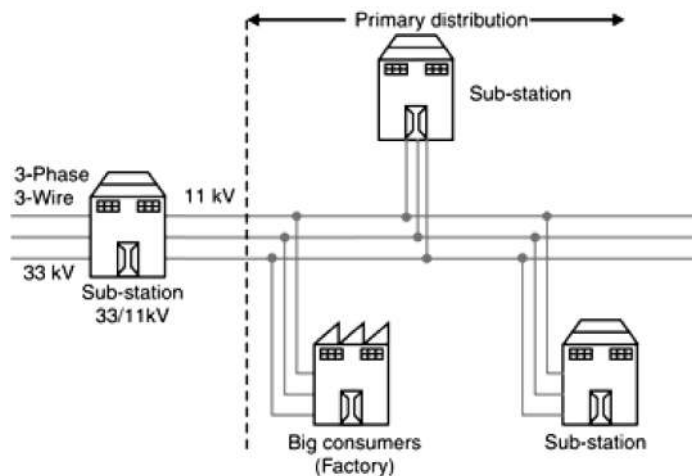 Primary distribution
Sub-station
3-Phase
3-Wire
11 kV
33 kV
Sub-station
33/11kV
Big consumers
(Factory)
Sub-station